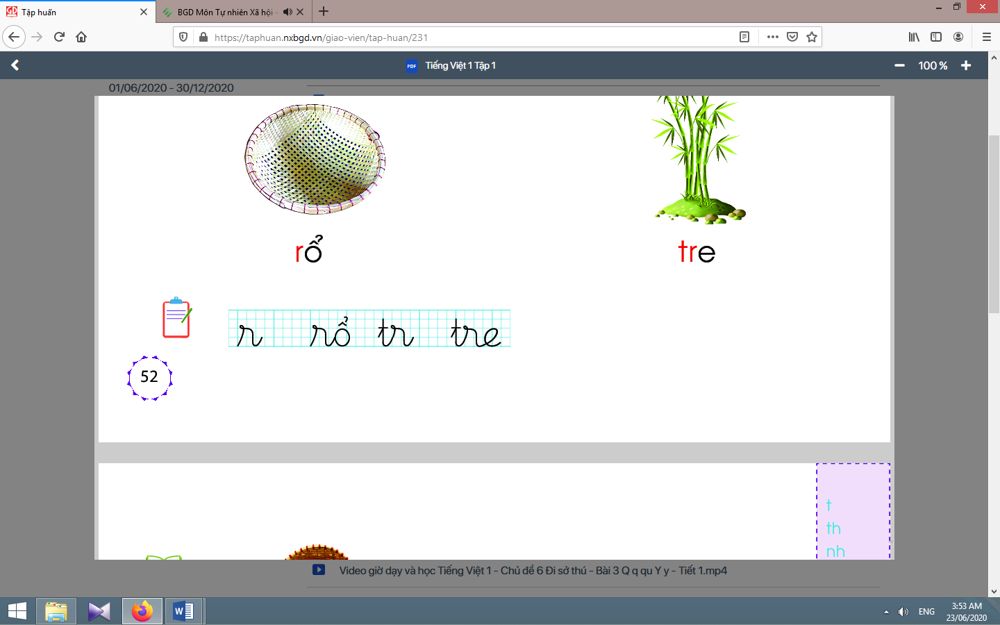 Tập huấn
BGD Môn Tự nhiên Xã hội -
https://taphuan.nxbgd.vn/giao-vien/tap-huan/231
PDF Tiếng Việt 1 Tập 1
100 %
01/06/2020 - 30/12/2020
rổ tre
r rổ tr tre
52
t
th
nh
Video giờ dạy và học Tiếng Việt 1 - Chủ đề 6 Đi sở thú - Bài 3 Q q qu Y y - Tiết 1.mp4
ENG
3:53 AM
23/06/2020